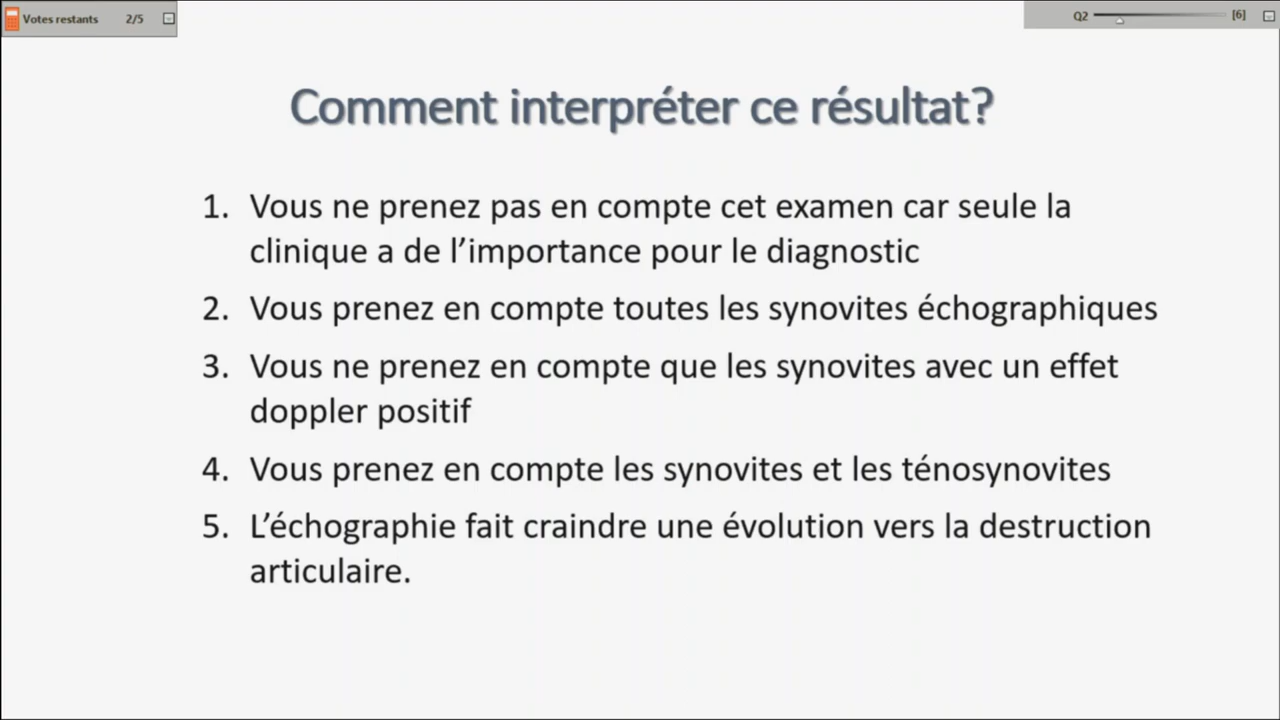 Votes restants 2/5
Q2 [6]
Comment interpréter ce résultat?
1. Vous ne prenez pas en compte cet examen car seule la
clinique a de l’importance pour le diagnostic
2. Vous prenez en compte toutes les synovites échographiques
3. Vous ne prenez en compte que les synovites avec un effet
doppler positif
4. Vous prenez en compte les synovites et les ténosynovites
5. L’échographie fait craindre une évolution vers la destruction
articulaire.